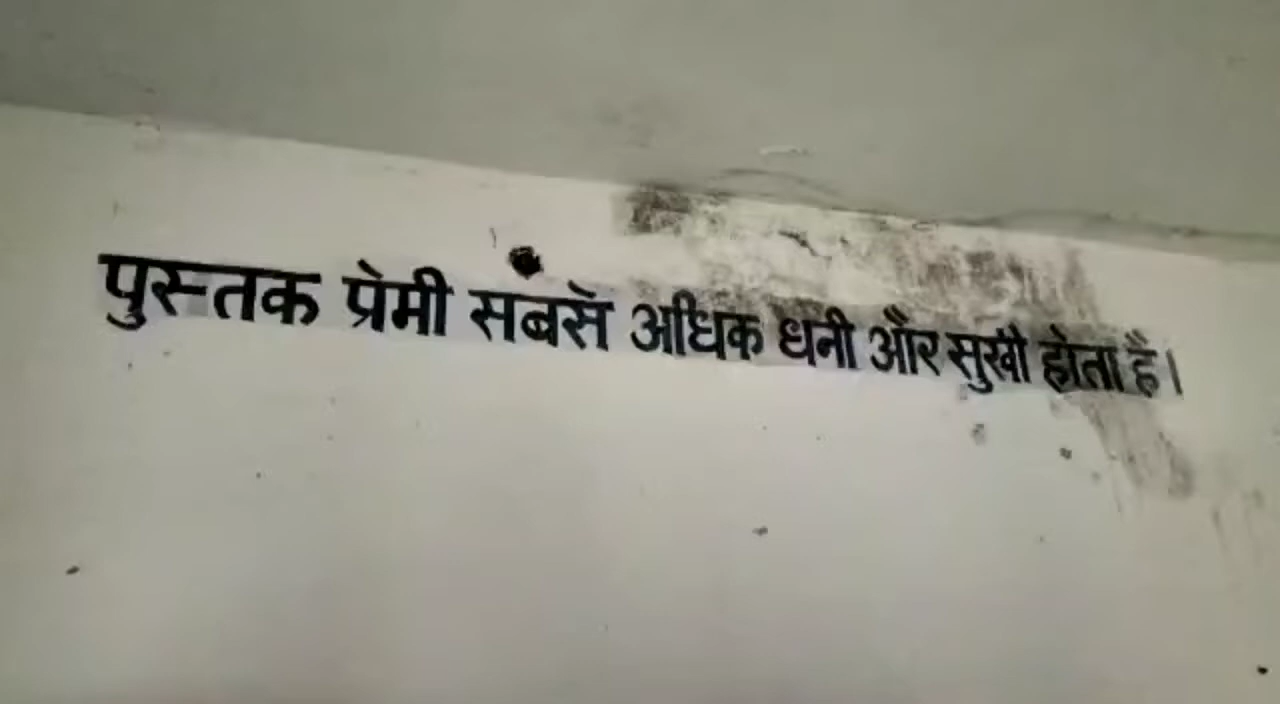 पुस्तक प्रेमी सबसे अधिक धनी और सुखी होता है।